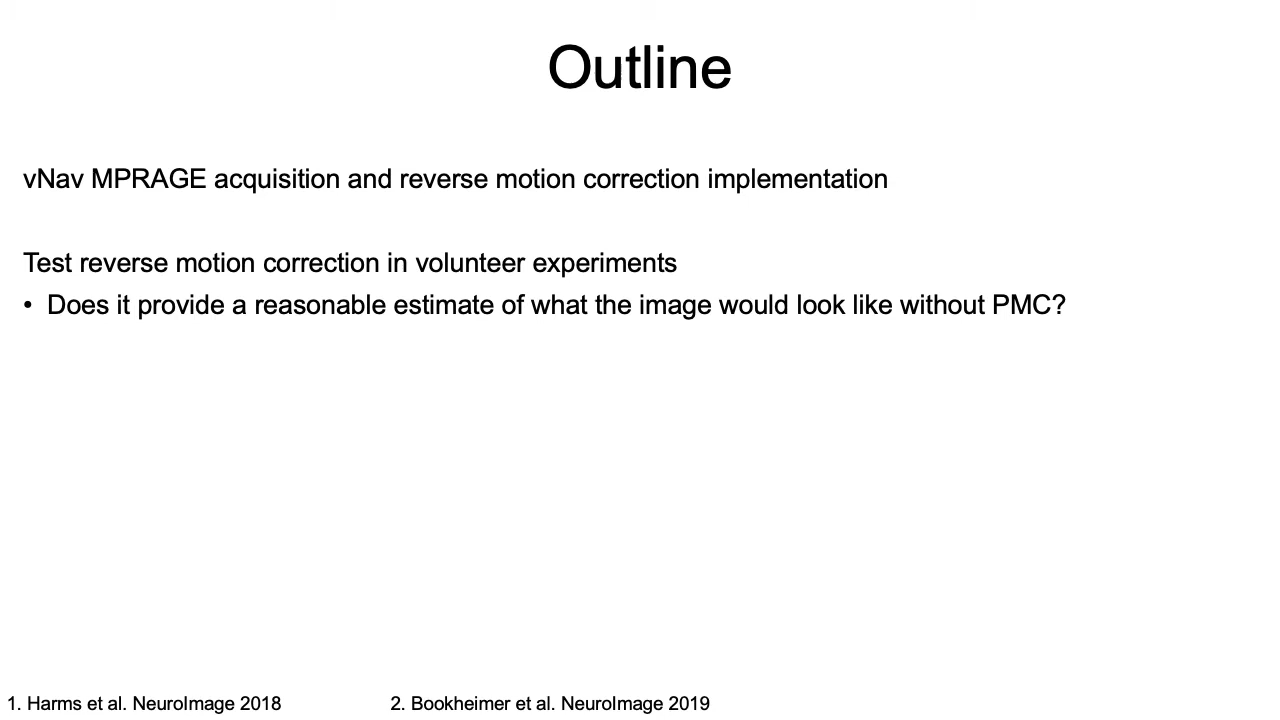 Outline
vNav MPRAGE acquisition and reverse motion correction implementation
Test reverse motion correction in volunteer experiments
• Does it provide a reasonable estimate of what the image would look like without PMC?
1. Harms et al. NeuroImage 2018
2. Bookheimer et al. NeuroImage 2019